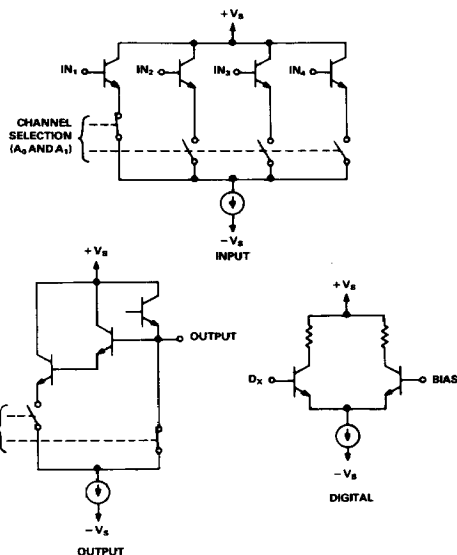 + Vₛ
IN₁
IN₂
IN₃
IN₄
CHANNEL
SELECTION
(A₀ AND A₁)
− Vₛ
INPUT
+ Vₛ
OUTPUT
− Vₛ
OUTPUT
+ Vₛ
Dₓ
BIAS
− Vₛ
DIGITAL